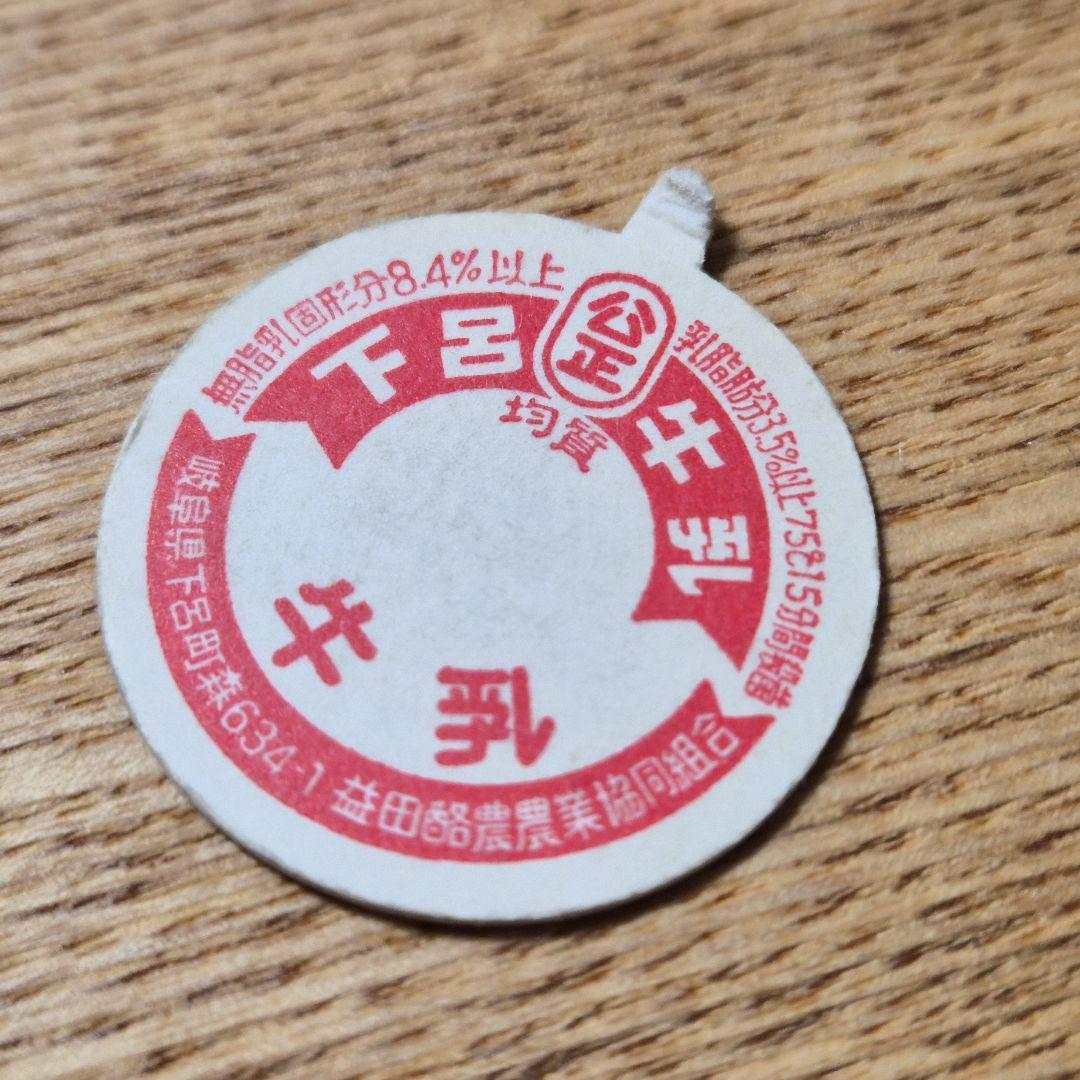 無脂乳固形分8.4%以上
下呂 公正 牛乳
均質
乳脂肪分3.5%以上75℃15分間殺菌
岐阜県下呂町森634-1 益田酪農農業協同組合